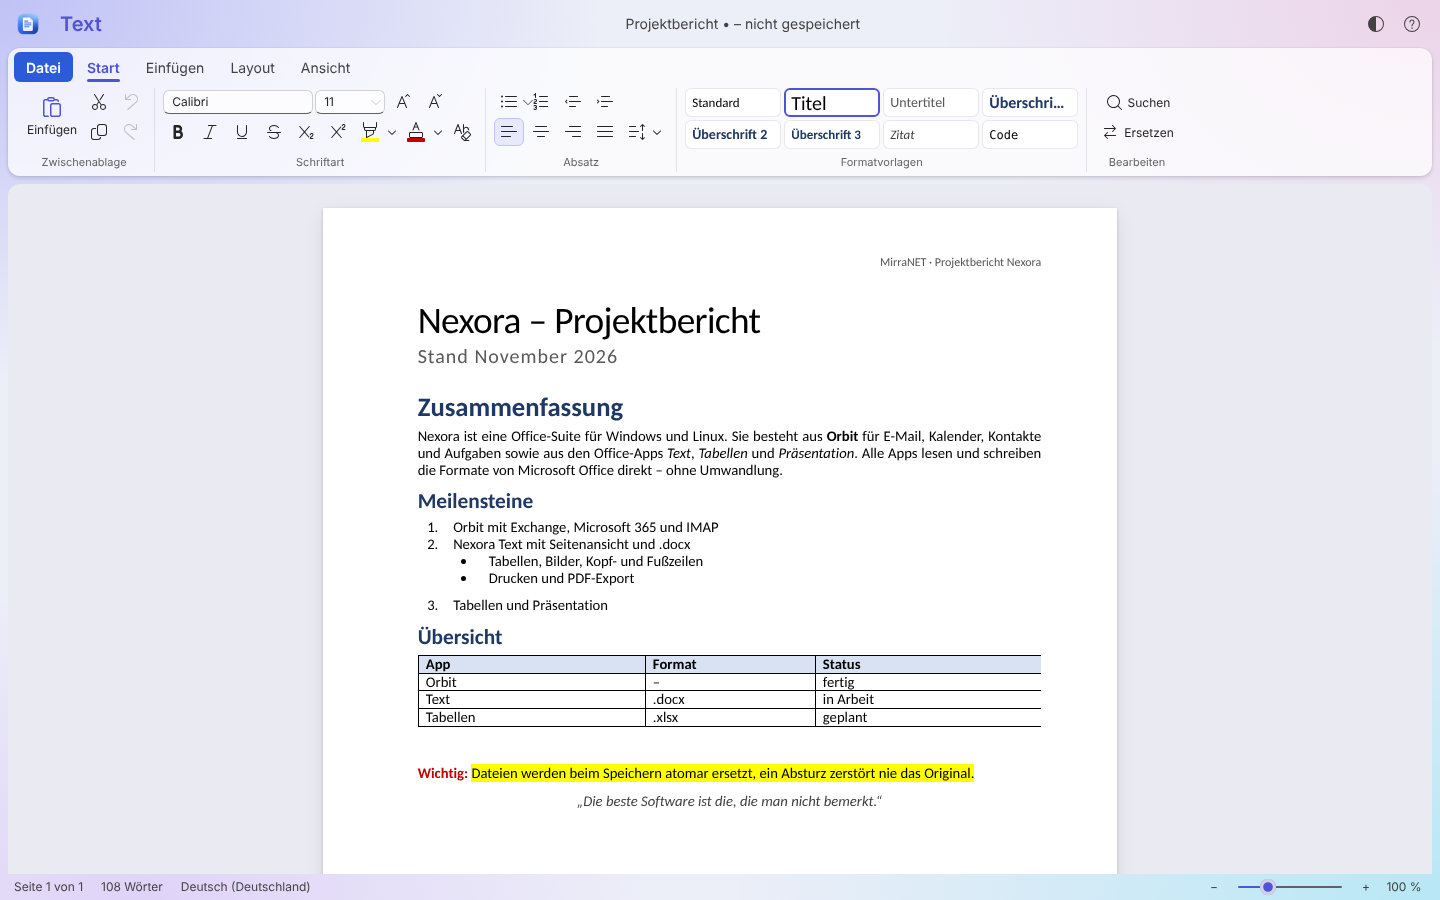 Text
Projektbericht • – nicht gespeichert
Datei Start Einfügen Layout Ansicht
Einfügen
Zwischenablage
Calibri 11
Schriftart
Absatz
Standard Titel Untertitel Überschri...
Überschrift 2 Überschrift 3 Zitat Code
Formatvorlagen
Suchen
Ersetzen
Bearbeiten
MirraNET · Projektbericht Nexora
Nexora – Projektbericht
Stand November 2026
Zusammenfassung
Nexora ist eine Office-Suite für Windows und Linux. Sie besteht aus Orbit für E-Mail, Kalender, Kontakte
und Aufgaben sowie aus den Office-Apps Text, Tabellen und Präsentation. Alle Apps lesen und schreiben
die Formate von Microsoft Office direkt – ohne Umwandlung.
Meilensteine
1. Orbit mit Exchange, Microsoft 365 und IMAP
2. Nexora Text mit Seitenansicht und .docx
• Tabellen, Bilder, Kopf- und Fußzeilen
• Drucken und PDF-Export
3. Tabellen und Präsentation
Übersicht
App Format Status
Orbit – fertig
Text .docx in Arbeit
Tabellen .xlsx geplant
Wichtig: Dateien werden beim Speichern atomar ersetzt, ein Absturz zerstört nie das Original.
„Die beste Software ist die, die man nicht bemerkt.“
Seite 1 von 1 108 Wörter Deutsch (Deutschland)
− + 100 %